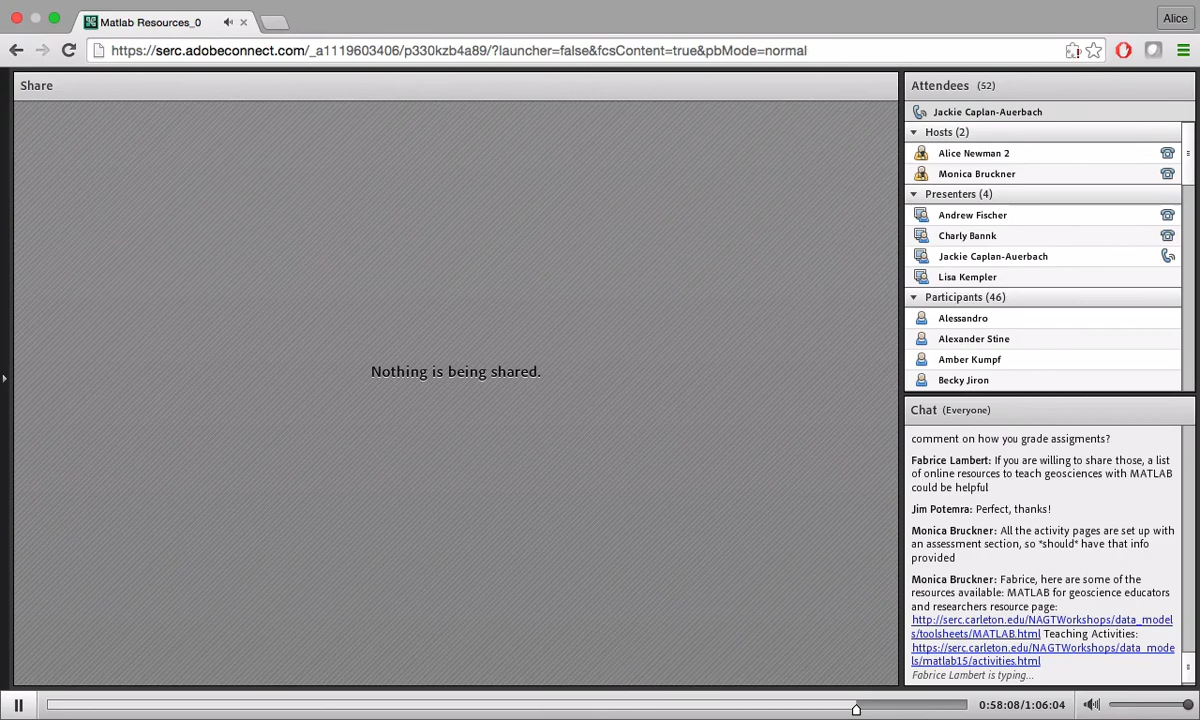 Matlab Resources_0
Alice
https://serc.adobeconnect.com/_a1119603406/p330kzb4a89/?launcher=false&fcsContent=true&pbMode=normal
Share
Nothing is being shared.
Attendees (52)
Jackie Caplan-Auerbach
Hosts (2)
Alice Newman 2
Monica Bruckner
Presenters (4)
Andrew Fischer
Charly Bannk
Jackie Caplan-Auerbach
Lisa Kempler
Participants (46)
Alessandro
Alexander Stine
Amber Kumpf
Becky Jiron
Chat (Everyone)
comment on how you grade assigments?
Fabrice Lambert: If you are willing to share those, a list
of online resources to teach geosciences with MATLAB
could be helpful
Jim Potemra: Perfect, thanks!
Monica Bruckner: All the activity pages are set up with
an assessment section, so *should* have that info
provided
Monica Bruckner: Fabrice, here are some of the
resources available: MATLAB for geoscience educators
and researchers resource page:
http://serc.carleton.edu/NAGTWorkshops/data_model
s/toolsheets/MATLAB.html Teaching Activities:
https://serc.carleton.edu/NAGTWorkshops/data_mode
ls/matlab15/activities.html
Fabrice Lambert is typing...
0:58:08/1:06:04